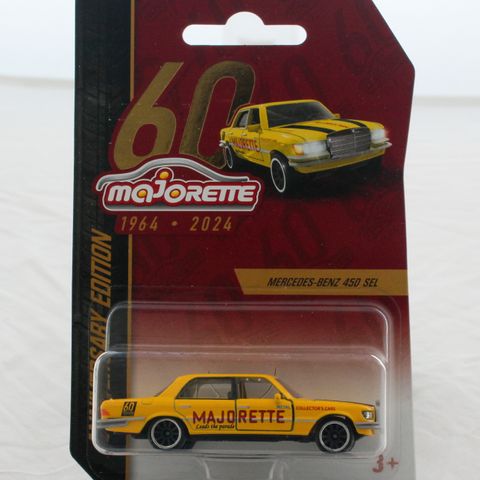 60
MAJORETTE
majORETTE
1964 • 2024
ANNIVERSARY EDITION
MERCEDES-BENZ 450 SEL
60
MAJORETTE
Leads the parade
COLLECTOR'S CARS
3+